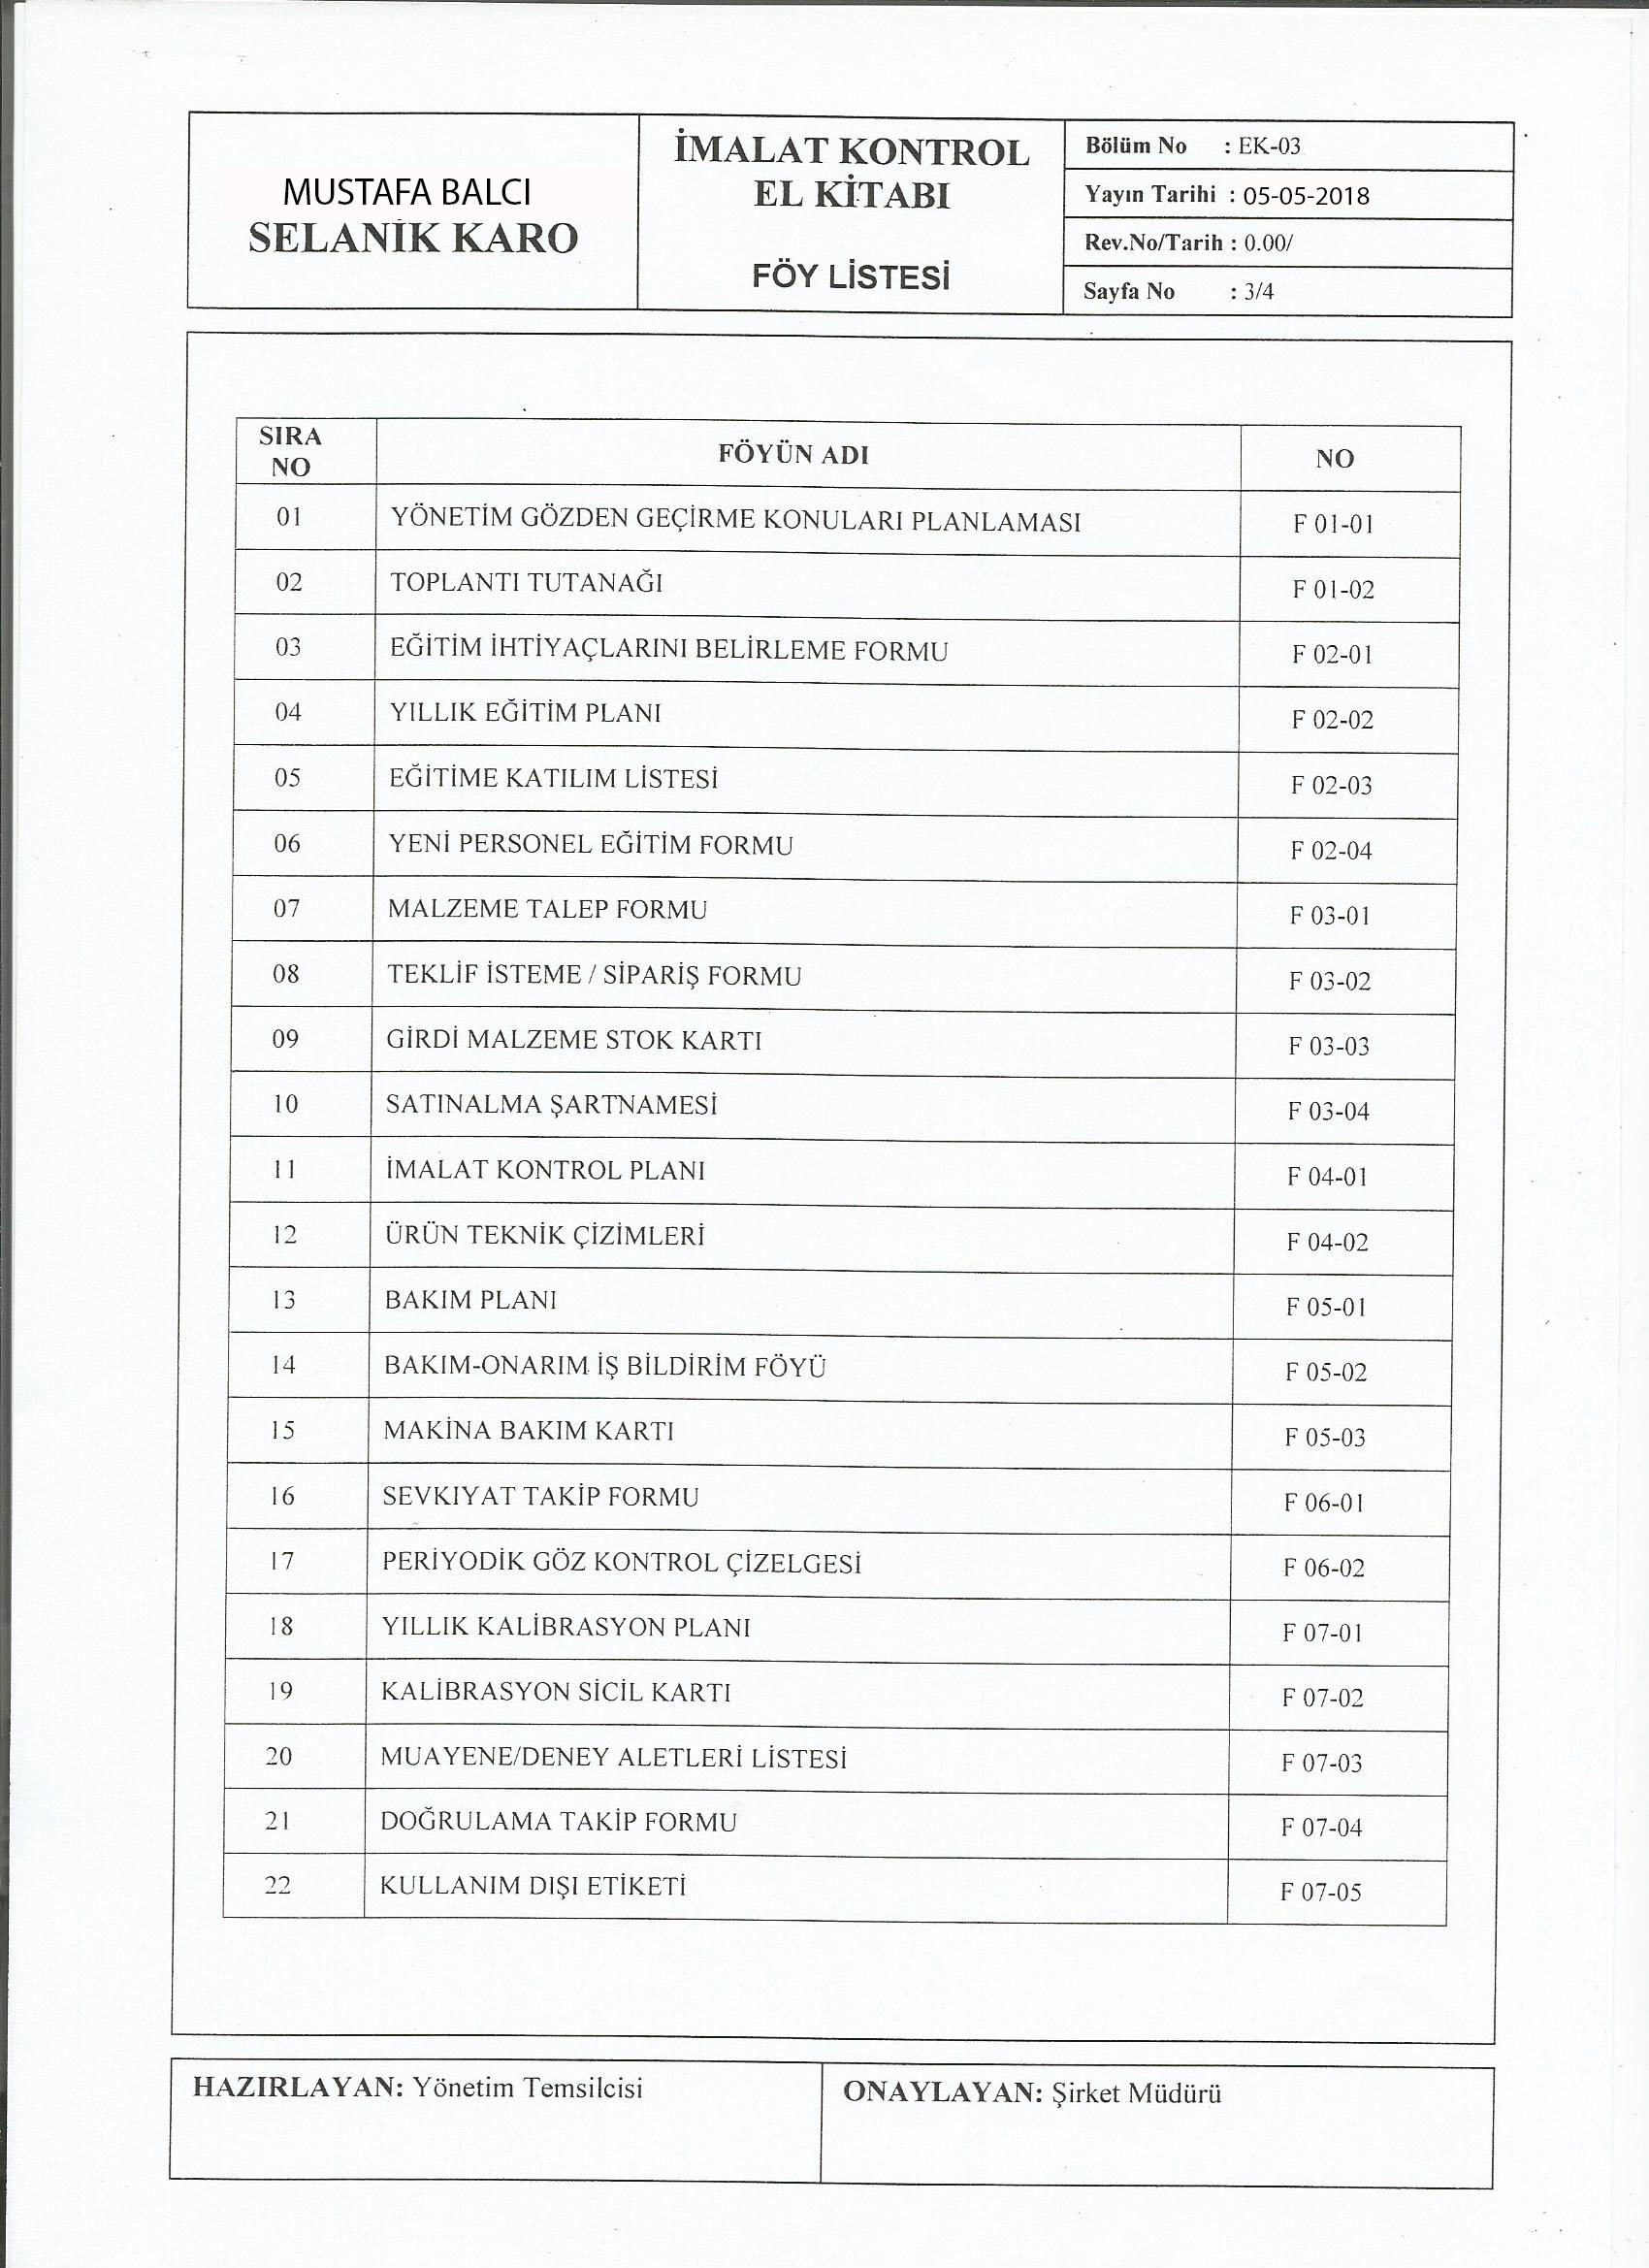 MUSTAFA BALCI
SELANİK KARO
İMALAT KONTROL
EL KİTABI
FÖY LİSTESİ
Bölüm No : EK-03
Yayın Tarihi : 05-05-2018
Rev.No/Tarih : 0.00/
Sayfa No : 3/4
SIRA NO FÖYÜN ADI NO
01 YÖNETİM GÖZDEN GEÇİRME KONULARI PLANLAMASI F 01-01
02 TOPLANTI TUTANAĞI F 01-02
03 EĞİTİM İHTİYAÇLARINI BELİRLEME FORMU F 02-01
04 YILLIK EĞİTİM PLANI F 02-02
05 EĞİTİME KATILIM LİSTESİ F 02-03
06 YENİ PERSONEL EĞİTİM FORMU F 02-04
07 MALZEME TALEP FORMU F 03-01
08 TEKLİF İSTEME / SİPARİŞ FORMU F 03-02
09 GİRDİ MALZEME STOK KARTI F 03-03
10 SATINALMA ŞARTNAMESİ F 03-04
11 İMALAT KONTROL PLANI F 04-01
12 ÜRÜN TEKNİK ÇİZİMLERİ F 04-02
13 BAKIM PLANI F 05-01
14 BAKIM-ONARIM İŞ BİLDİRİM FÖYÜ F 05-02
15 MAKİNA BAKIM KARTI F 05-03
16 SEVKIYAT TAKİP FORMU F 06-01
17 PERİYODİK GÖZ KONTROL ÇİZELGESİ F 06-02
18 YILLIK KALİBRASYON PLANI F 07-01
19 KALİBRASYON SİCİL KARTI F 07-02
20 MUAYENE/DENEY ALETLERİ LİSTESİ F 07-03
21 DOĞRULAMA TAKİP FORMU F 07-04
22 KULLANIM DIŞI ETİKETİ F 07-05
HAZIRLAYAN: Yönetim Temsilcisi
ONAYLAYAN: Şirket Müdürü